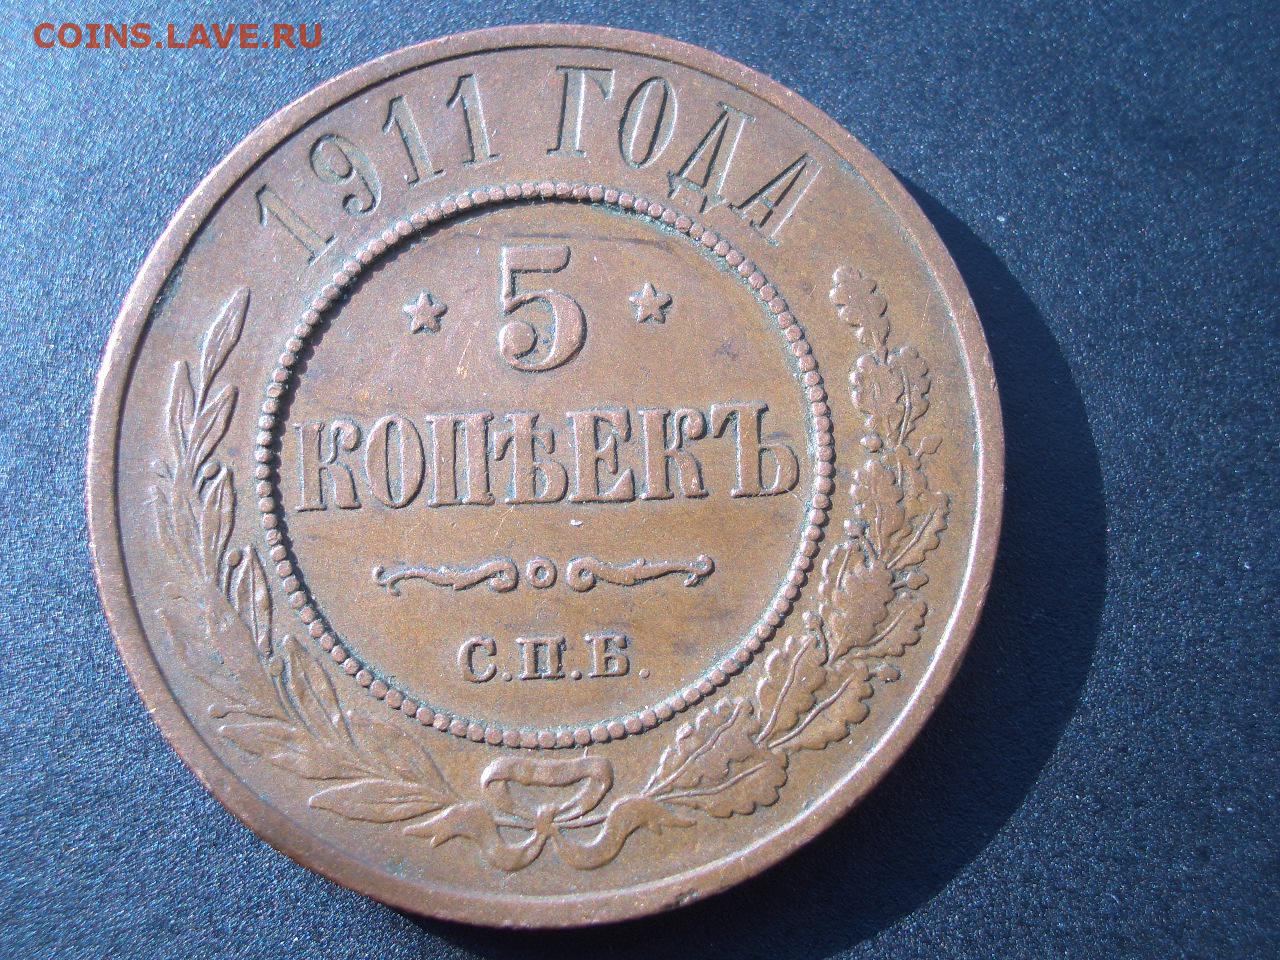 COINS.LAVE.RU
1911 ГОДА
5
КОПѢЕКЪ
С.П.Б.